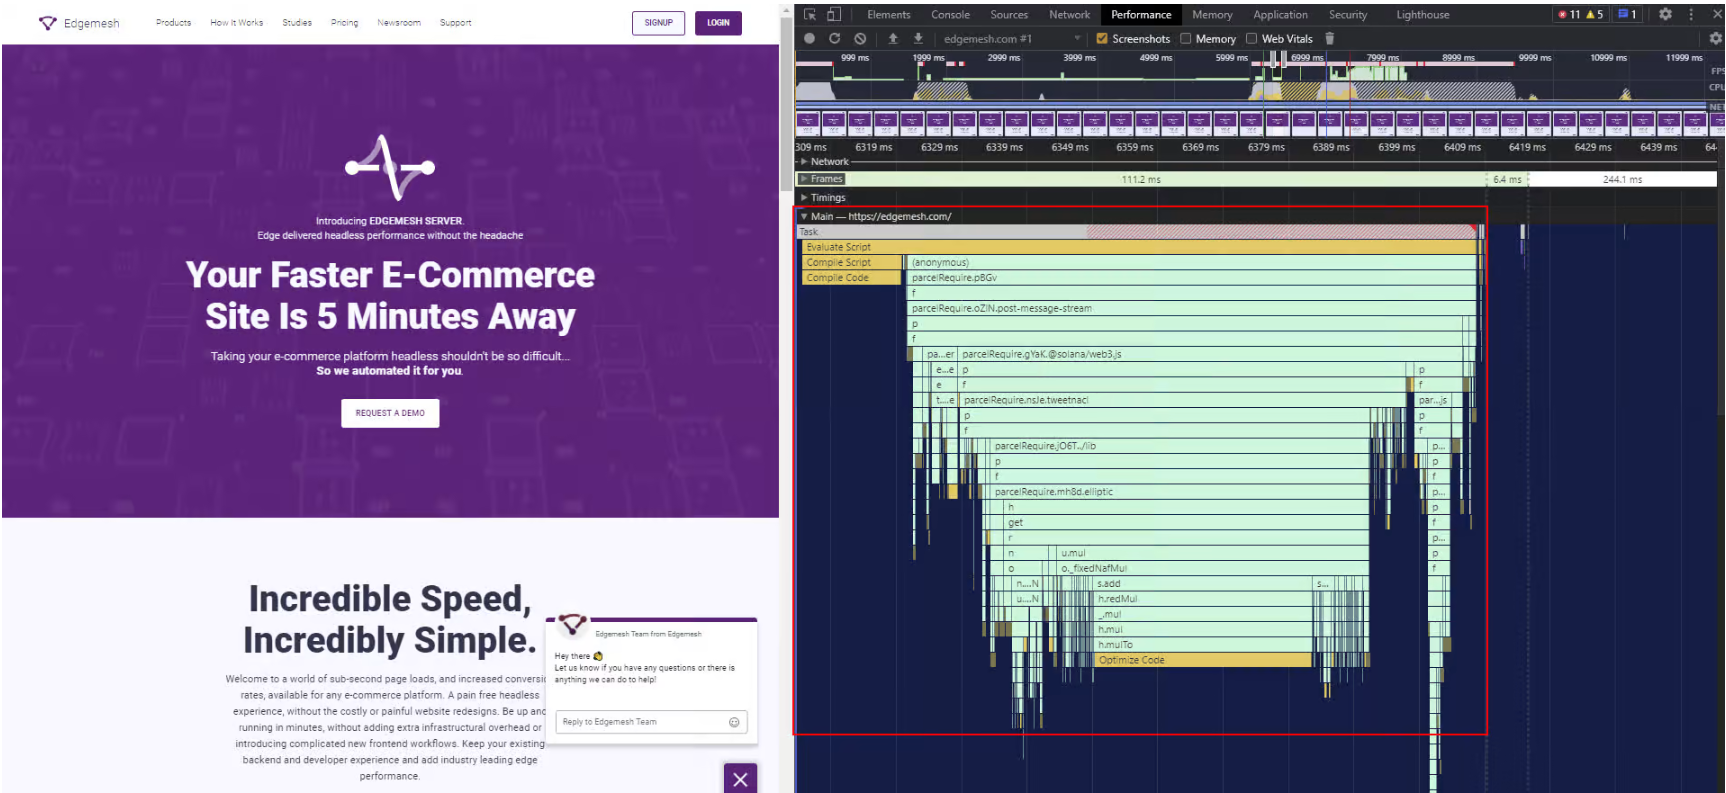 Edgemesh
Products
How It Works
Studies
Pricing
Newsroom
Support
SIGNUP
LOGIN
Introducing EDGEMESH SERVER.
Edge delivered headless performance without the headache
Your Faster E-Commerce
Site Is 5 Minutes Away
Taking your e-commerce platform headless shouldn't be so difficult...
So we automated it for you.
REQUEST A DEMO
Incredible Speed,
Incredibly Simple.
Welcome to a world of sub-second page loads, and increased conversi
rates, available for any e-commerce platform. A pain free headless
experience, without the costly or painful website redesigns. Be up and
running in minutes, without adding extra infrastructural overhead or
introducing complicated new frontend workflows. Keep your existing
backend and developer experience and add industry leading edge
performance.
Edgemesh Team from Edgemesh
Hey there
Let us know if you have any questions or there is
anything we can do to help!
Reply to Edgemesh Team
Elements
Console
Sources
Network
Performance
Memory
Application
Security
Lighthouse
11
5
1
edgemesh.com #1
Screenshots
Memory
Web Vitals
999 ms
1999 ms
2999 ms
3999 ms
4999 ms
5999 ms
6999 ms
7999 ms
8999 ms
9999 ms
10999 ms
11999 ms
FPS
CPU
NET
309 ms
6319 ms
6329 ms
6339 ms
6349 ms
6359 ms
6369 ms
6379 ms
6389 ms
6399 ms
6409 ms
6419 ms
6429 ms
6439 ms
64
Network
Frames
111.2 ms
6.4 ms
244.1 ms
Timings
Main — https://edgemesh.com/
Task
Evaluate Script
Compile Script
(anonymous)
Compile Code
parcelRequire.pBGv
f
parcelRequire.oZIN.post-message-stream
p
f
pa...er
parcelRequire.gYaK.@solana/web3.js
e...e
p
p
e
f
f
t....e
parcelRequire.nsJe.tweetnacl
par...js
p
p
f
f
parcelRequire.jO6T../lib
p...
p
p
f
f
parcelRequire.mh8d.elliptic
p...
h
p
get
f
r
p...
n
u.mul
p
o
o._fixedNafMul
f
n....N
s.add
s...
u....N
h.redMul
_.mul
h.mul
h.mulTo
Optimize Code